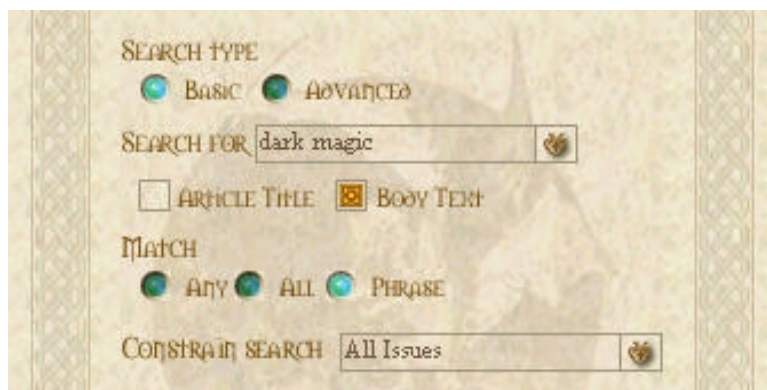 Search type
Basic Advanced
Search for dark magic
Article Title Body Text
Match
Any All Phrase
Constrain search All Issues